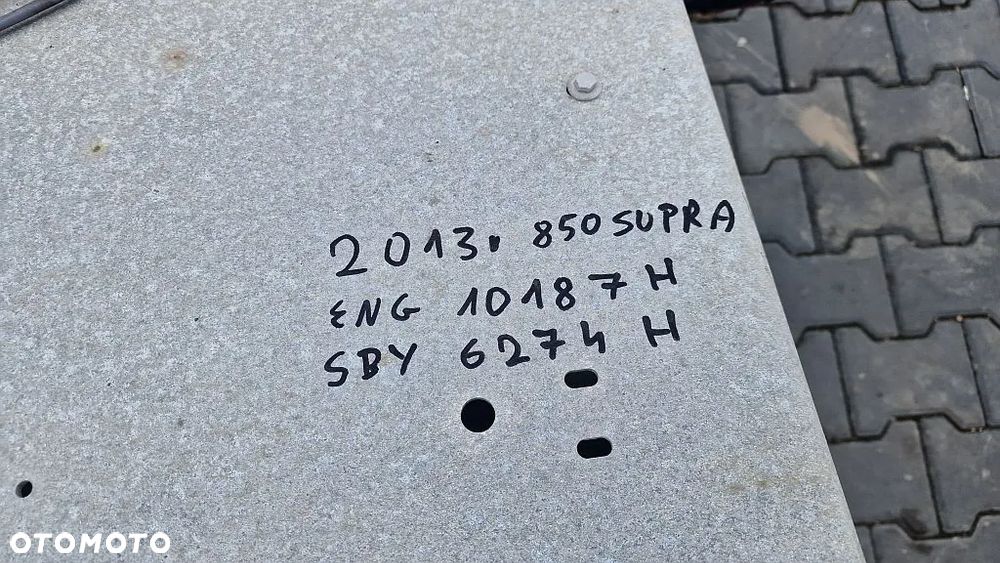 2013. 850 SUPRA
ENG 10187 H
SBY 6274 H
OTOMOTO